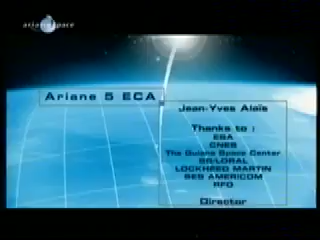 arianespace
Ariane 5 ECA
Jean-Yves Alois
Thanks to :
ESA
CNES
The Guiana Space Center
SS/LORAL
LOCKHEED MARTIN
SES AMERICOM
RFO
Director